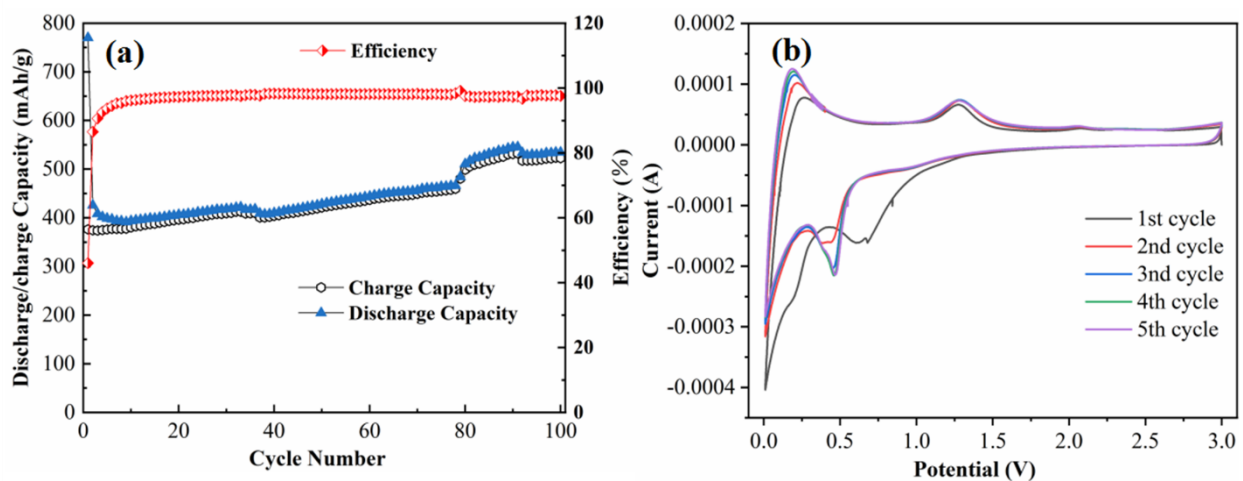 (a)
Efficiency
Charge Capacity
Discharge Capacity
Discharge/charge Capacity (mAh/g)
800
700
600
500
400
300
200
100
0
0
20
40
60
80
100
Cycle Number
120
100
80
60
40
20
0
Efficiency (%)
(b)
Current (A)
0.0002
0.0001
0.0000
-0.0001
-0.0002
-0.0003
-0.0004
0.0
0.5
1.0
1.5
2.0
2.5
3.0
Potential (V)
1st cycle
2nd cycle
3nd cycle
4th cycle
5th cycle